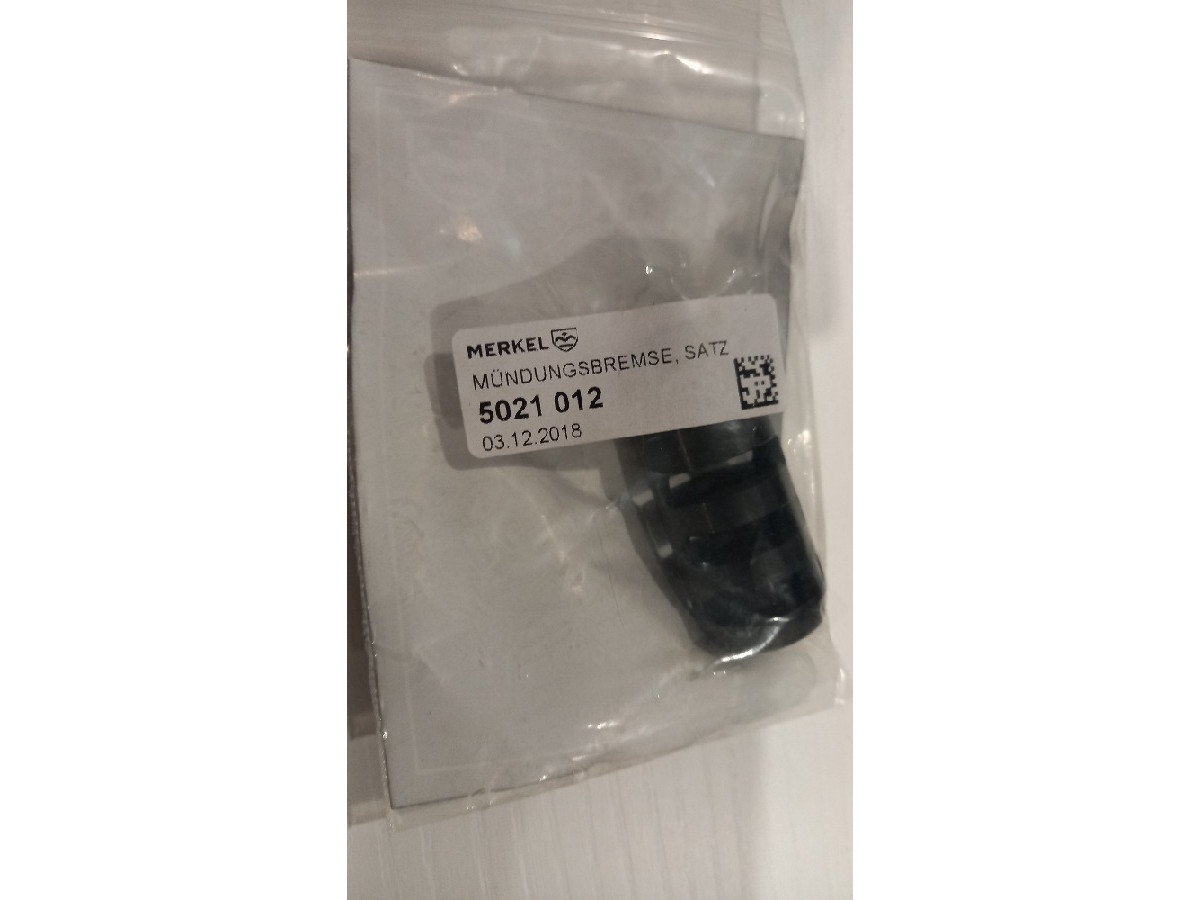 MERKEL
MÜNDUNGSBREMSE, SATZ
5021 012
03.12.2018